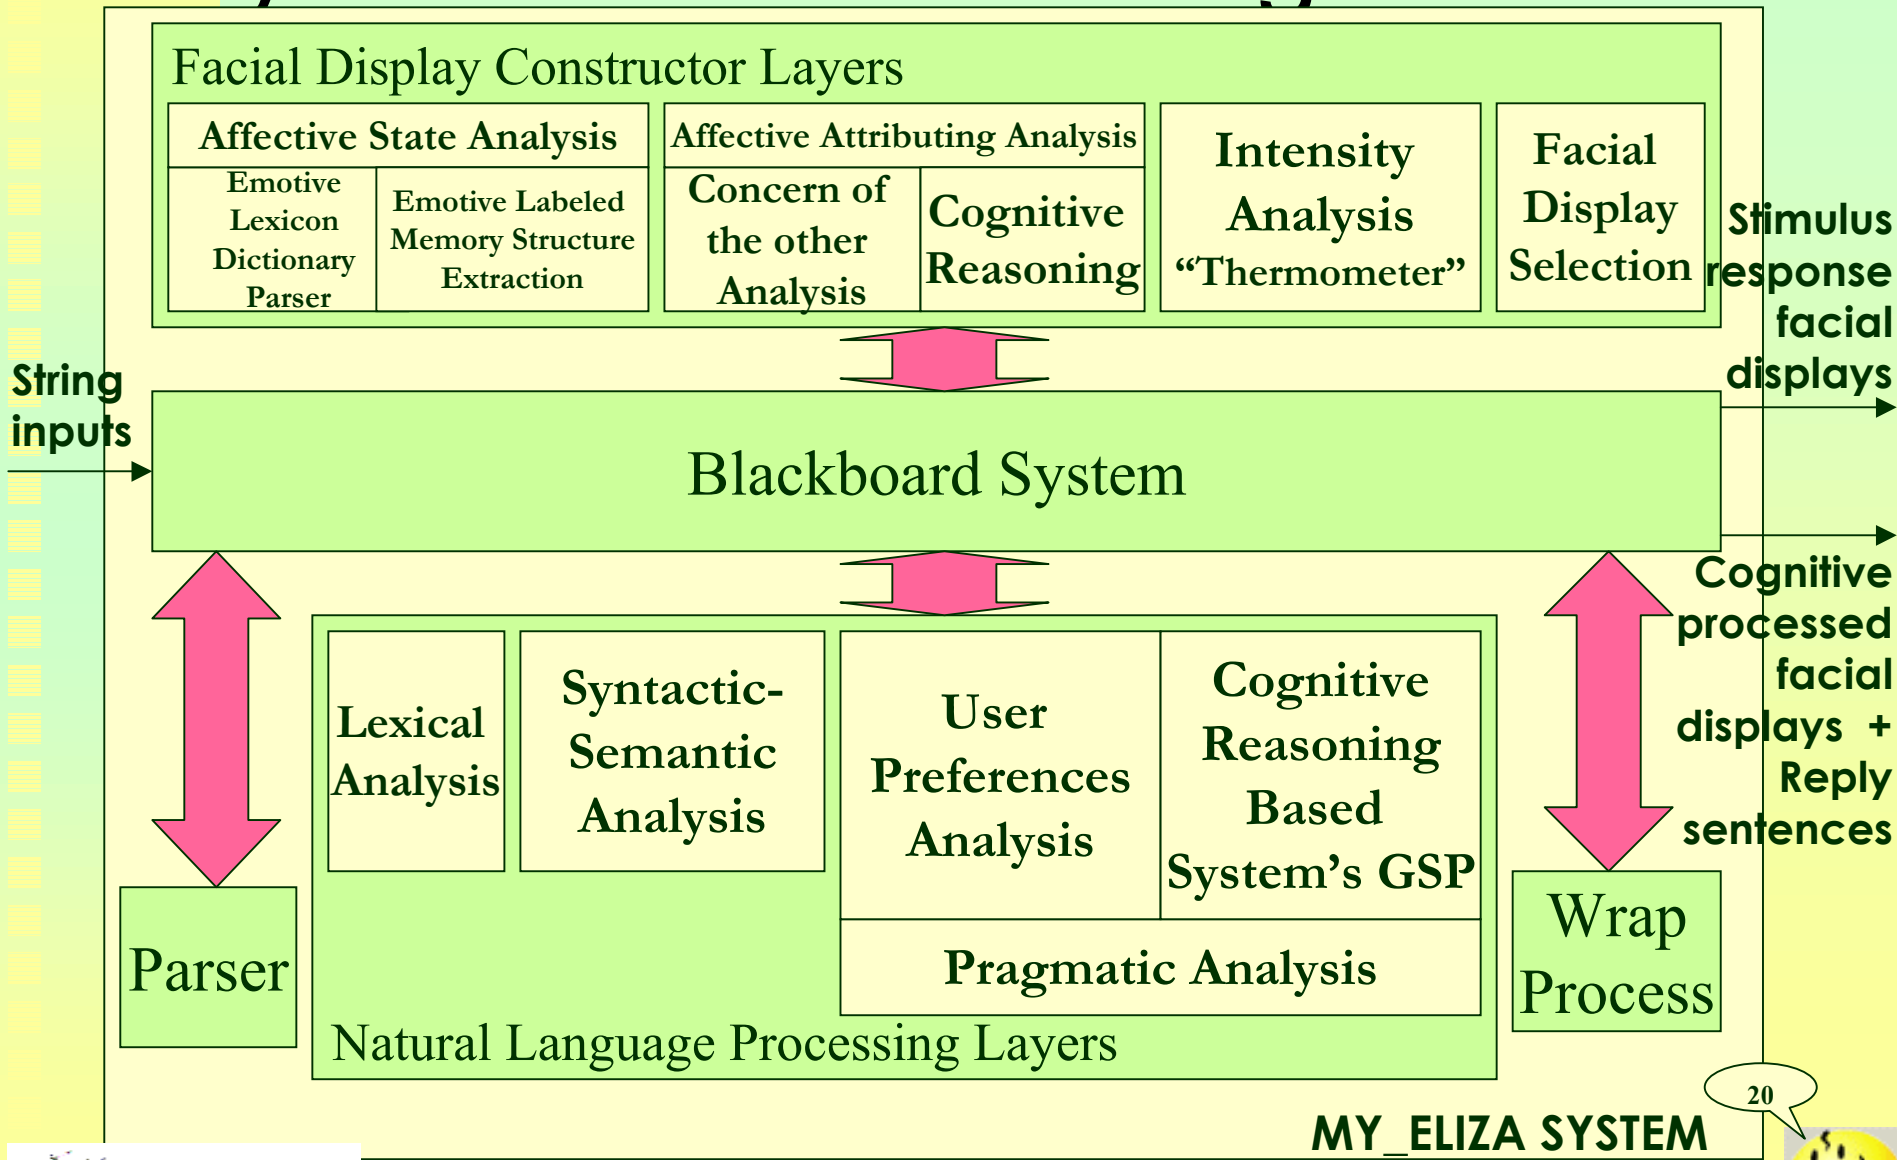 Facial Display Constructor Layers
Affective State Analysis
Emotive
Lexicon
Dictionary
Parser
Emotive Labeled
Memory Structure
Extraction
Affective Attributing Analysis
Concern of
the other
Analysis
Cognitive
Reasoning
Intensity
Analysis
“Thermometer”
Facial
Display
Selection
Stimulus
response
facial
displays
String
inputs
Blackboard System
Cognitive
processed
facial
displays +
Reply
sentences
Parser
Lexical
Analysis
Syntactic-
Semantic
Analysis
User
Preferences
Analysis
Cognitive
Reasoning
Based
System’s GSP
Pragmatic Analysis
Natural Language Processing Layers
Wrap
Process
20
MY_ELIZA SYSTEM